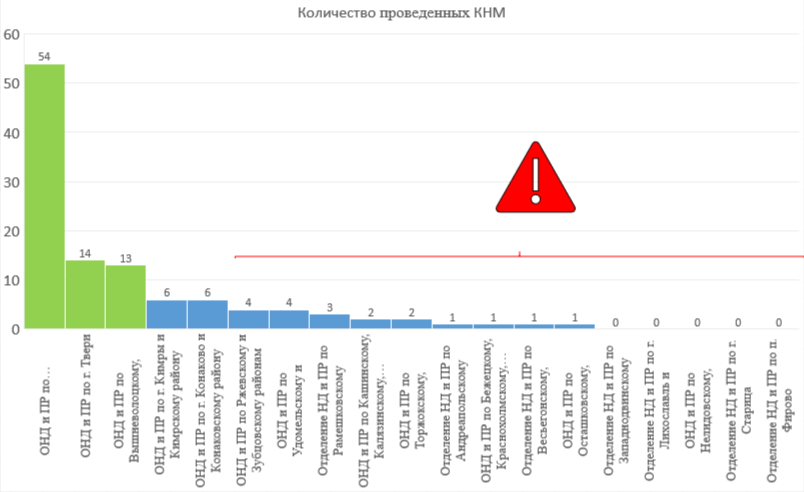 Количество проведенных КНМ
60
50
40
30
20
10
0
54
14
13
6
6
4
4
3
2
2
1
1
1
1
0
0
0
0
0
ОНД и ПР по…
ОНД и ПР по г. Твери
ОНД и ПР по
Вышневолоцкому,
ОНД и ПР по г. Кимры и
Кимрскому району
ОНД и ПР по г. Конаково и
Конаковскому району
ОНД и ПР по Ржевскому и
Зубцовскому районам
ОНД и ПР по
Удомельскому и
Отделение НД и ПР по
Рамешковскому
ОНД и ПР по Кашинскому,
Калязинскому,…
ОНД и ПР по
Торжокскому,
Отделение НД и ПР по
Андреапольскому
ОНД и ПР по Бежецкому,
Краснохолмскому,…
Отделение НД и ПР по
Весьегонскому,
ОНД и ПР по
Осташковскому,
Отделение НД и ПР по
Западнодвинскому
Отделение НД и ПР по г.
Лихославль и
ОНД и ПР по
Нелидовскому,
Отделение НД и ПР по г.
Старица
Отделение НД и ПР по п.
Фирово